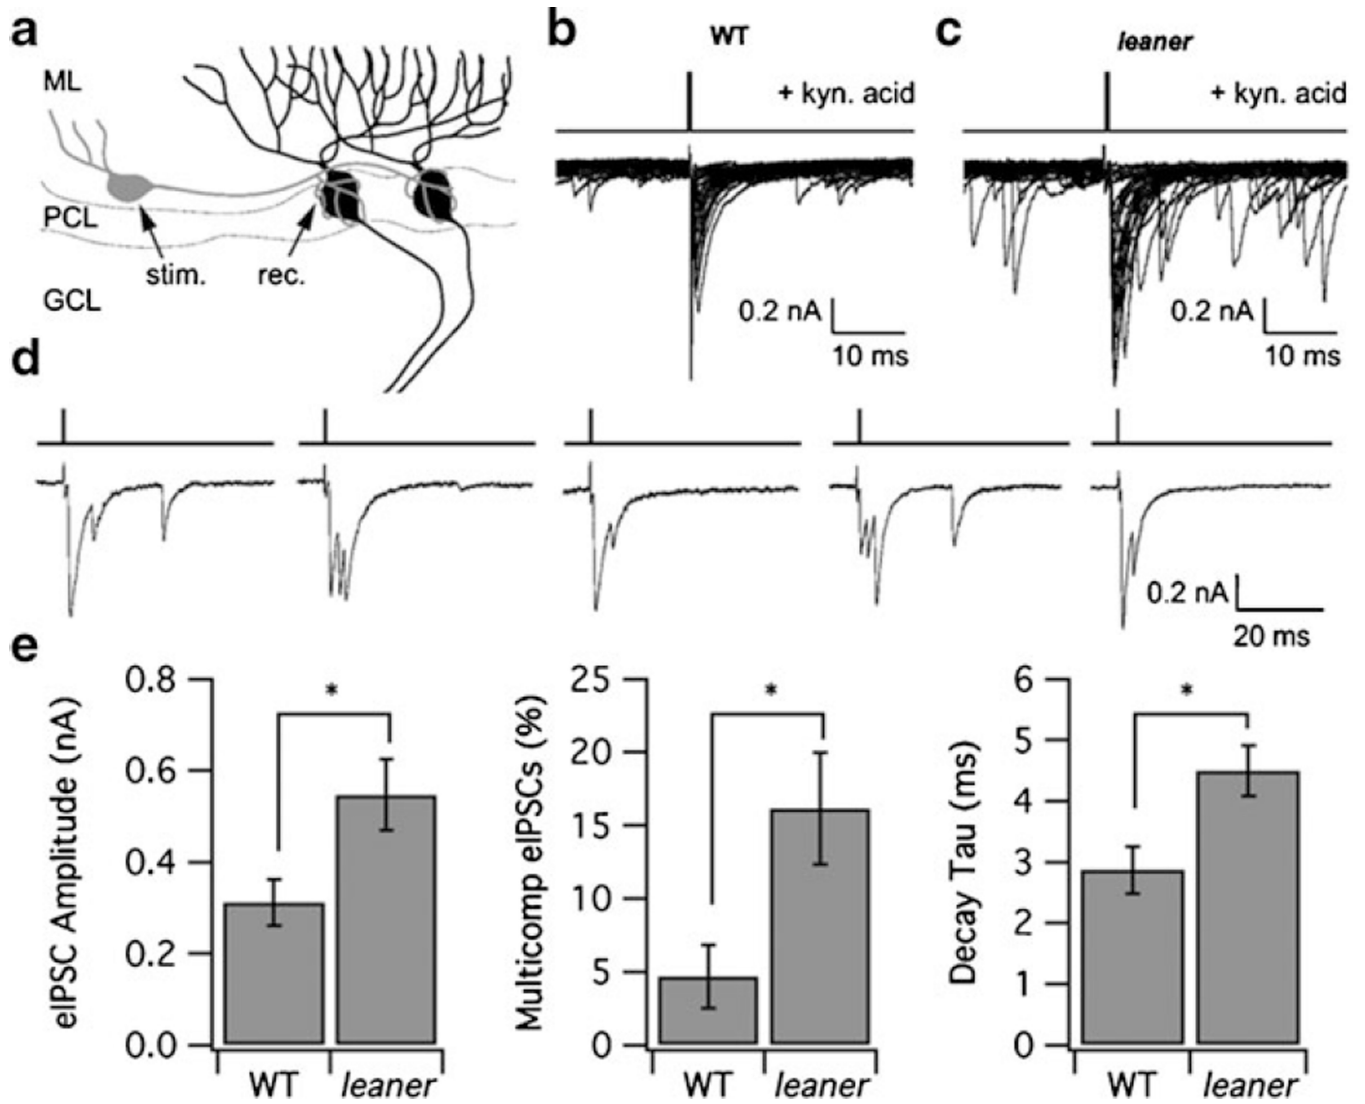 a
ML
PCL
GCL
stim.
rec.
b
WT
+ kyn. acid
0.2 nA
10 ms
c
leaner
+ kyn. acid
0.2 nA
10 ms
d
0.2 nA
20 ms
e
eIPSC Amplitude (nA)
0.8
0.6
0.4
0.2
0.0
*
WT
leaner
Multicomp eIPSCs (%)
25
20
15
10
5
0
*
WT
leaner
Decay Tau (ms)
6
5
4
3
2
1
0
*
WT
leaner